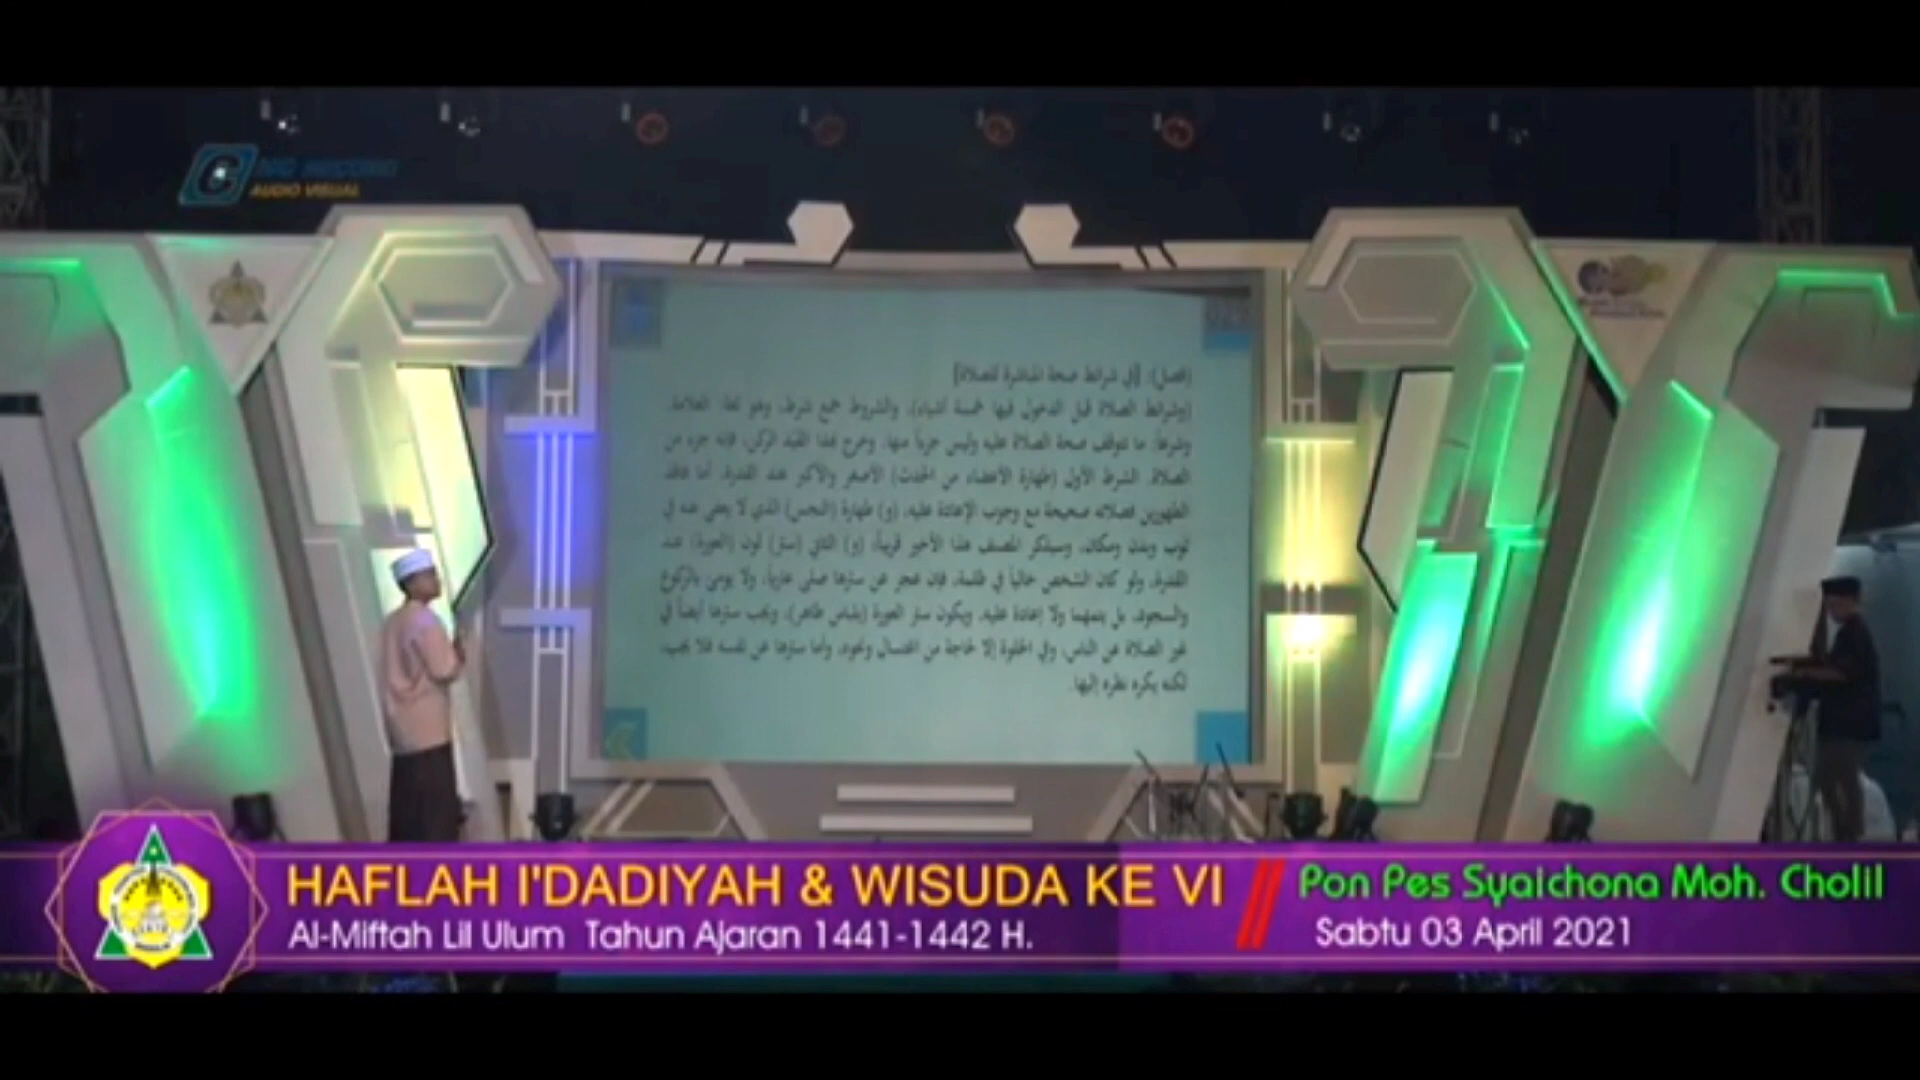 AUDIO VISUAL
(فصل): [في شرائط صحة المباشرة للصلاة]
(وشرائط الصلاة قبل الدخول فيها خمسة أشياء)، والشروط جمع شرط، وهو لغة: العلامة.
وشرعاً: ما تتوقف صحة الصلاة عليه وليس جزءاً منها. وخرج بهذا القيد الركن، فإنه جزء من
الصلاة. الشرط الأول (طهارة الأعضاء من الحدث) الأصغر والأكبر عند القدرة. أما فاقد
الطهورين فصلاته صحيحة مع وجوب الإعادة عليه، (و) طهارة (النجس) الذي لا يعفى عنه في
ثوب وبدن ومكان، وسيذكر المصنف هذا الأخير قريباً، (و) الثاني (ستر) لون (العورة) عند
القدرة، ولو كان الشخص خالياً في ظلمة، فإن عجز عن سترها صلى عارياً، ولا يومئ بالركوع
والسجود، بل يتمهما ولا إعادة عليه. ويكون ستر العورة (بلباس طاهر)، ويجب سترها أيضاً في
غير الصلاة عن الناس، وفي الخلوة إلا لحاجة من اغتسال ونحوه، وأما سترها عن نفسه فلا يجب،
لكنه يكره نظره إليها.
HAFLAH I'DADIYAH & WISUDA KE VI
Al-Miftah Lil Ulum Tahun Ajaran 1441-1442 H.
Pon Pes Syaichona Moh. Cholil
Sabtu 03 April 2021